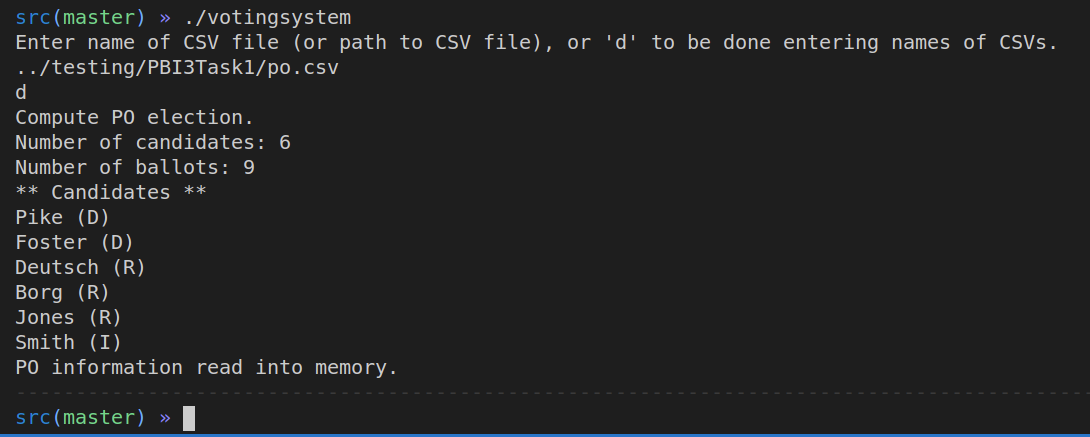 src(master) » ./votingsystem
Enter name of CSV file (or path to CSV file), or 'd' to be done entering names of CSVs.
../testing/PBI3Task1/po.csv
d
Compute PO election.
Number of candidates: 6
Number of ballots: 9
** Candidates **
Pike (D)
Foster (D)
Deutsch (R)
Borg (R)
Jones (R)
Smith (I)
PO information read into memory.
src(master) »